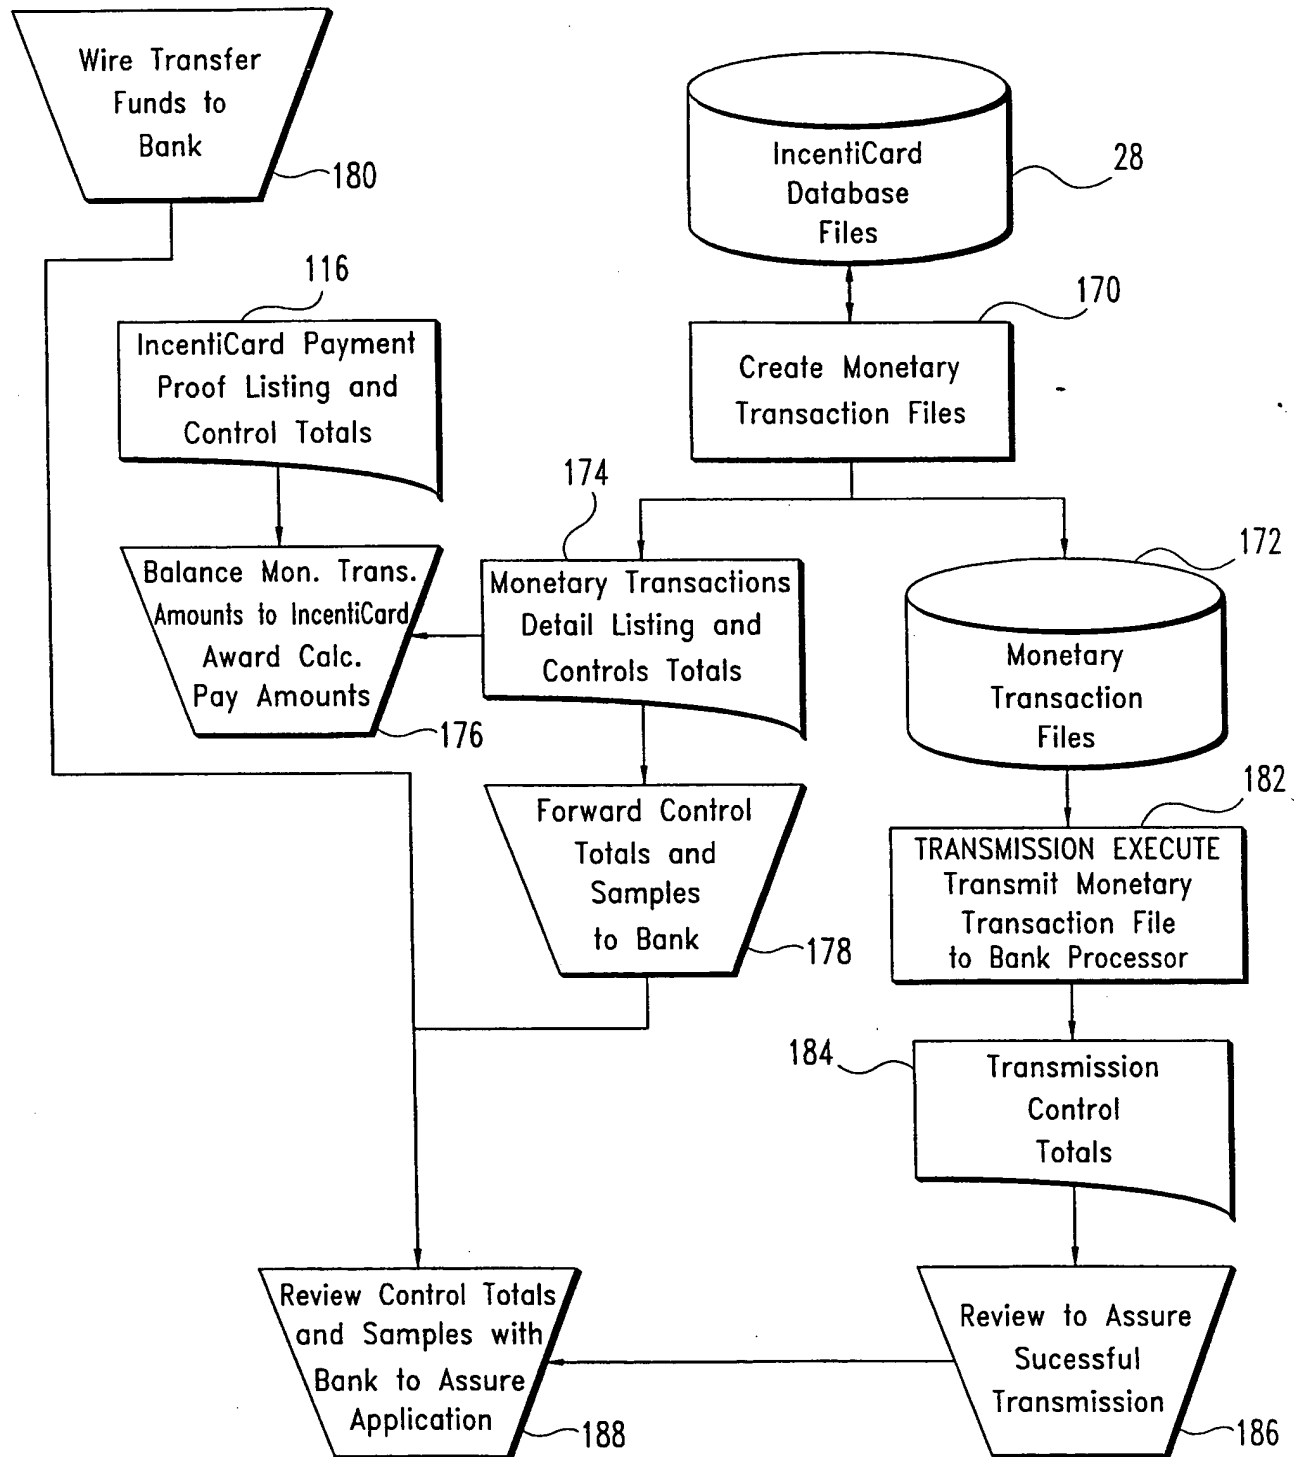 Wire Transfer
Funds to
Bank
180
IncentiCard
Database
Files
28
116
IncentiCard Payment
Proof Listing and
Control Totals
170
Create Monetary
Transaction Files
174
Monetary Transactions
Detail Listing and
Controls Totals
Balance Mon. Trans.
Amounts to IncentiCard
Award Calc.
Pay Amounts
176
172
Monetary
Transaction
Files
Forward Control
Totals and
Samples
to Bank
178
182
TRANSMISSION EXECUTE
Transmit Monetary
Transaction File
to Bank Processor
184
Transmission
Control
Totals
Review Control Totals
and Samples with
Bank to Assure
Application
188
Review to Assure
Sucessful
Transmission
186